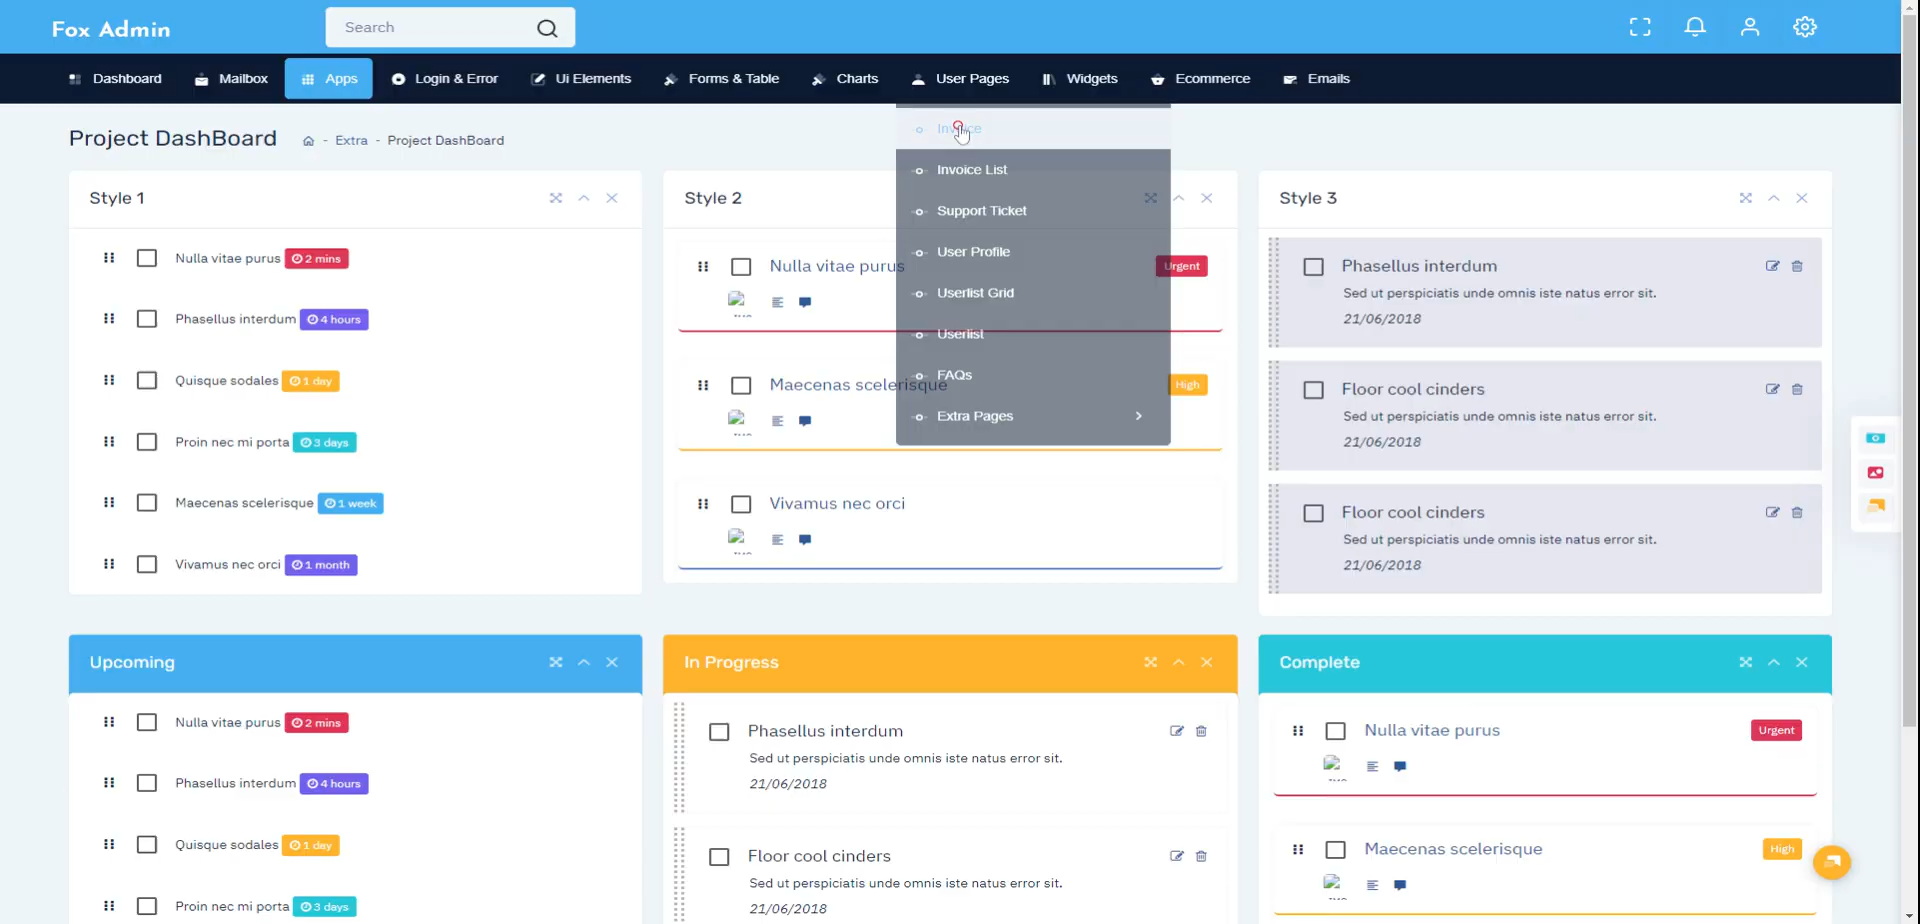 Fox Admin
Search
Dashboard Mailbox Apps Login & Error Ui Elements Forms & Table Charts User Pages Widgets Ecommerce Emails
Project DashBoard - Extra - Project DashBoard
Invoice
Invoice List
Support Ticket
User Profile
Userlist Grid
Userlist
FAQs
Extra Pages
Style 1
Nulla vitae purus 2 mins
Phasellus interdum 4 hours
Quisque sodales 1 day
Proin nec mi porta 3 days
Maecenas scelerisque 1 week
Vivamus nec orci 1 month
Style 2
Nulla vitae purus Urgent
Maecenas scelerisque High
Vivamus nec orci
Style 3
Phasellus interdum
Sed ut perspiciatis unde omnis iste natus error sit.
21/06/2018
Floor cool cinders
Sed ut perspiciatis unde omnis iste natus error sit.
21/06/2018
Floor cool cinders
Sed ut perspiciatis unde omnis iste natus error sit.
21/06/2018
Upcoming
Nulla vitae purus 2 mins
Phasellus interdum 4 hours
Quisque sodales 1 day
Proin nec mi porta 3 days
In Progress
Phasellus interdum
Sed ut perspiciatis unde omnis iste natus error sit.
21/06/2018
Floor cool cinders
Sed ut perspiciatis unde omnis iste natus error sit.
21/06/2018
Complete
Nulla vitae purus Urgent
Maecenas scelerisque High